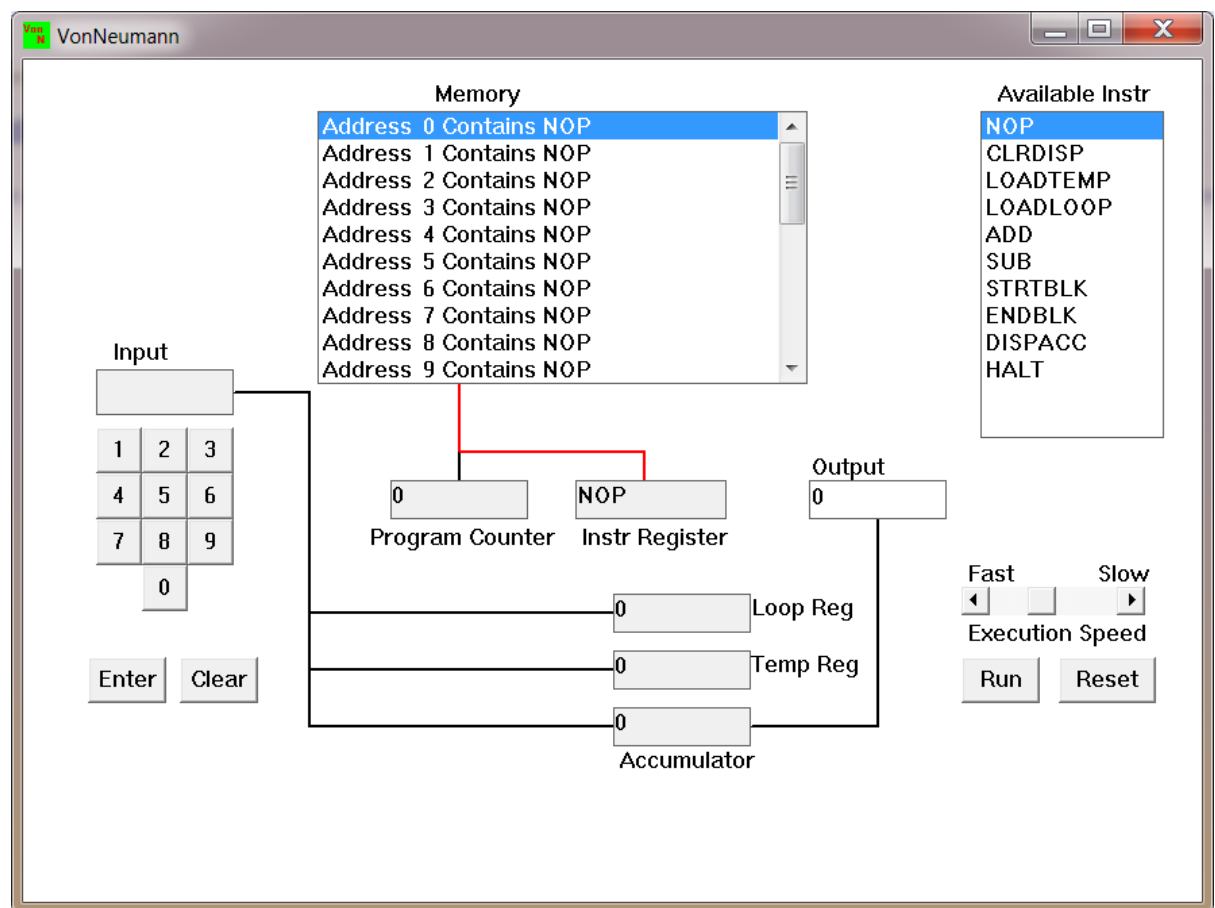 Von
N
VonNeumann
Memory
Address 0 Contains NOP
Address 1 Contains NOP
Address 2 Contains NOP
Address 3 Contains NOP
Address 4 Contains NOP
Address 5 Contains NOP
Address 6 Contains NOP
Address 7 Contains NOP
Address 8 Contains NOP
Address 9 Contains NOP
Available Instr
NOP
CLRDISP
LOADTEMP
LOADLOOP
ADD
SUB
STRTBLK
ENDBLK
DISPACC
HALT
Input
1 2 3
4 5 6
7 8 9
0
Enter Clear
0
Program Counter
NOP
Instr Register
Output
0
0 Loop Reg
0 Temp Reg
0
Accumulator
Fast Slow
Execution Speed
Run Reset